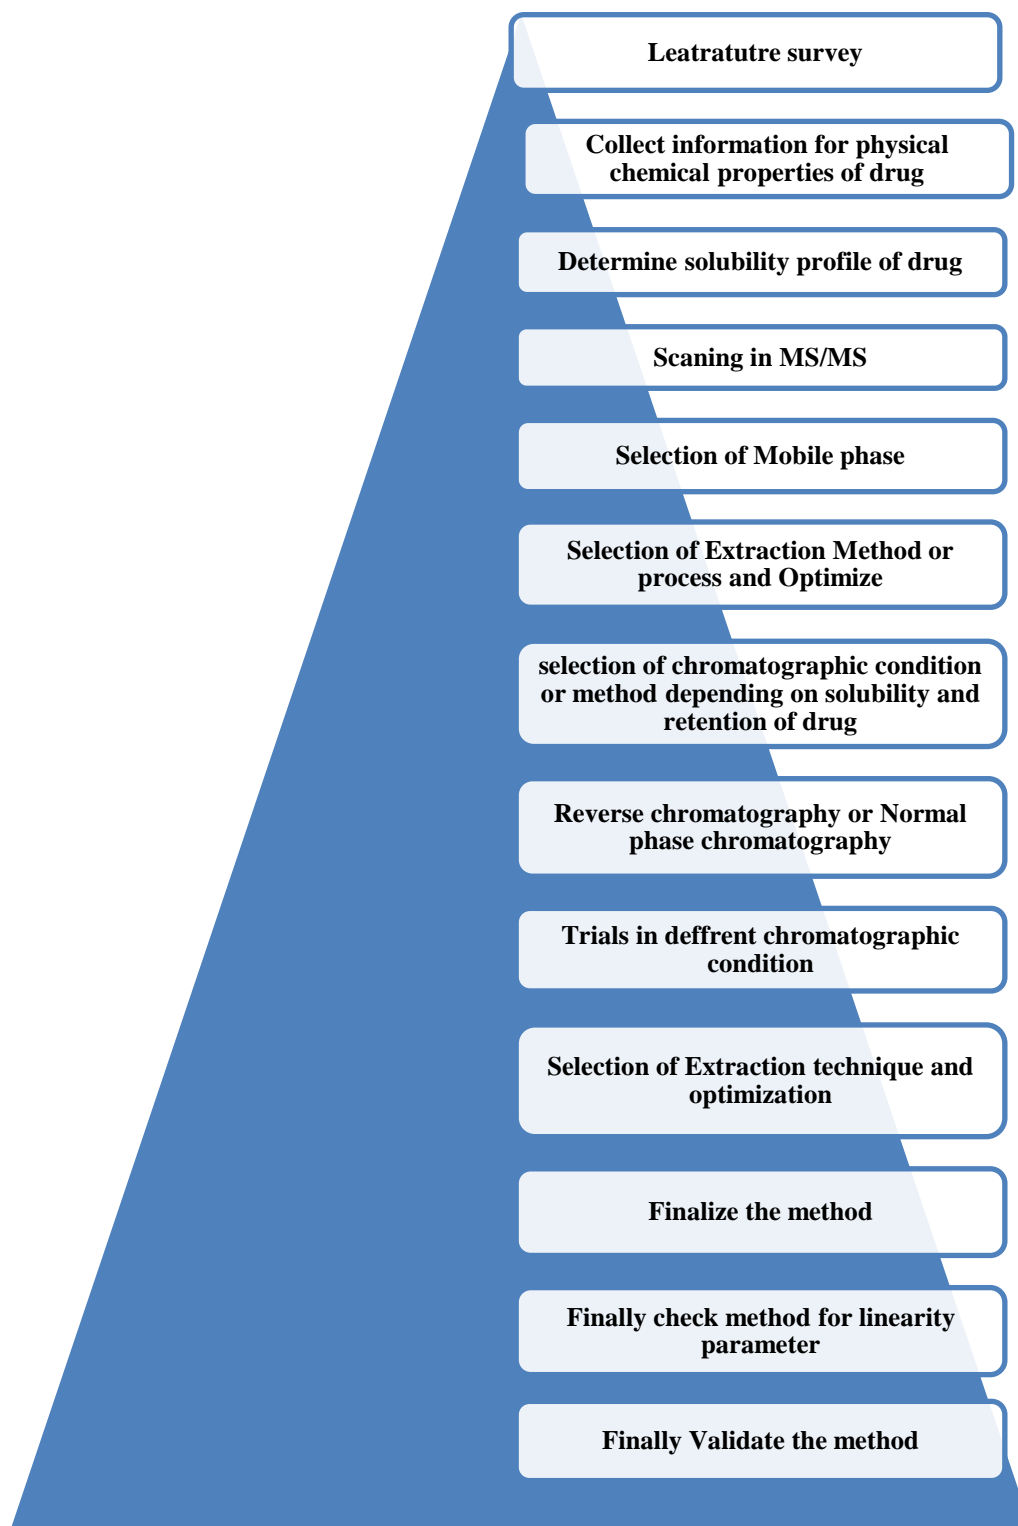 Leatratutre survey
Collect information for physical
chemical properties of drug
Determine solubility profile of drug
Scaning in MS/MS
Selection of Mobile phase
Selection of Extraction Method or
process and Optimize
selection of chromatographic condition
or method depending on solubility and
retention of drug
Reverse chromatography or Normal
phase chromatography
Trials in deffrent chromatographic
condition
Selection of Extraction technique and
optimization
Finalize the method
Finally check method for linearity
parameter
Finally Validate the method